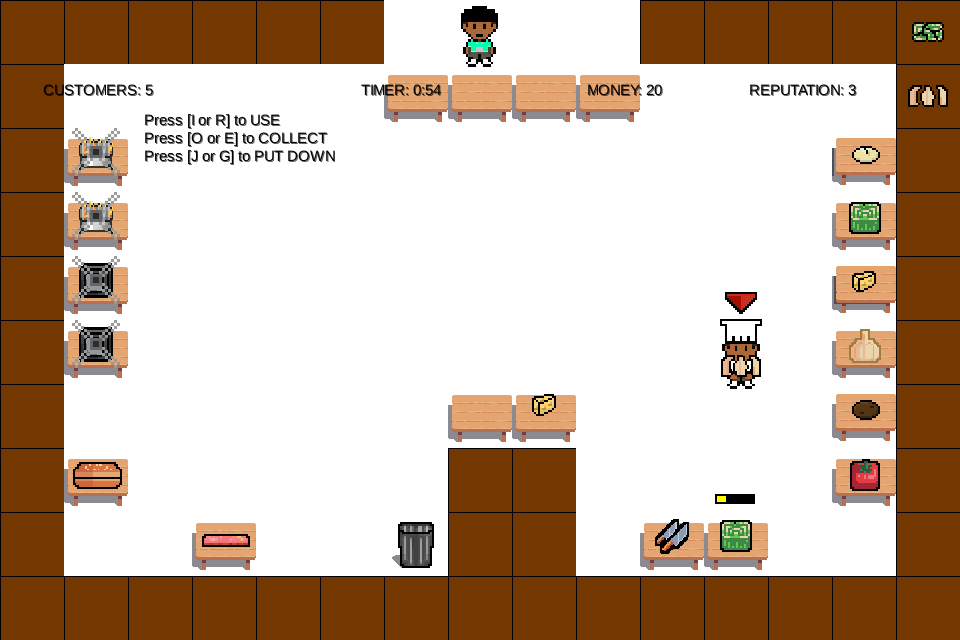 CUSTOMERS: 5 TIMER: 0:54 MONEY: 20 REPUTATION: 3
Press [I or R] to USE
Press [O or E] to COLLECT
Press [J or G] to PUT DOWN